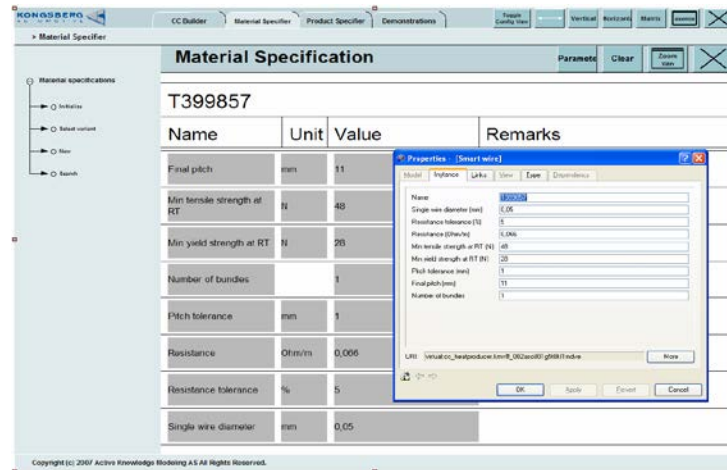 KONGSBERG
CC Builder
Material Specifier
Product Specifier
Demonstrations
Toggle Config View
Vertical
Horizontal
Matrix
> Material Specifier
Material Specification
Clear
Zoom
Material specifications
Initialize
Select variant
New
Search
T399857
Name Unit Value Remarks
Final pitch mm 11
Min tensile strength at RT N 48
Min yield strength at RT N 28
Number of bundles 1
Pitch tolerance mm 1
Resistance Ohm/m 0,066
Resistance tolerance % 5
Single wire diameter mm 0,05
Properties - [Smart wire]
Model Instance Links View Type Dependencies
Name T399857
Single wire diameter (mm) 0,05
Resistance tolerance (%) 5
Resistance (Ohm/m) 0,066
Min tensile strength at RT (N) 48
Min yield strength at RT (N) 28
Pitch tolerance (mm) 1
Final pitch (mm) 11
Number of bundles 1
URI:
More
OK Apply Revert Cancel
Copyright (c) 2007 Active Knowledge Modeling AS All Rights Reserved.